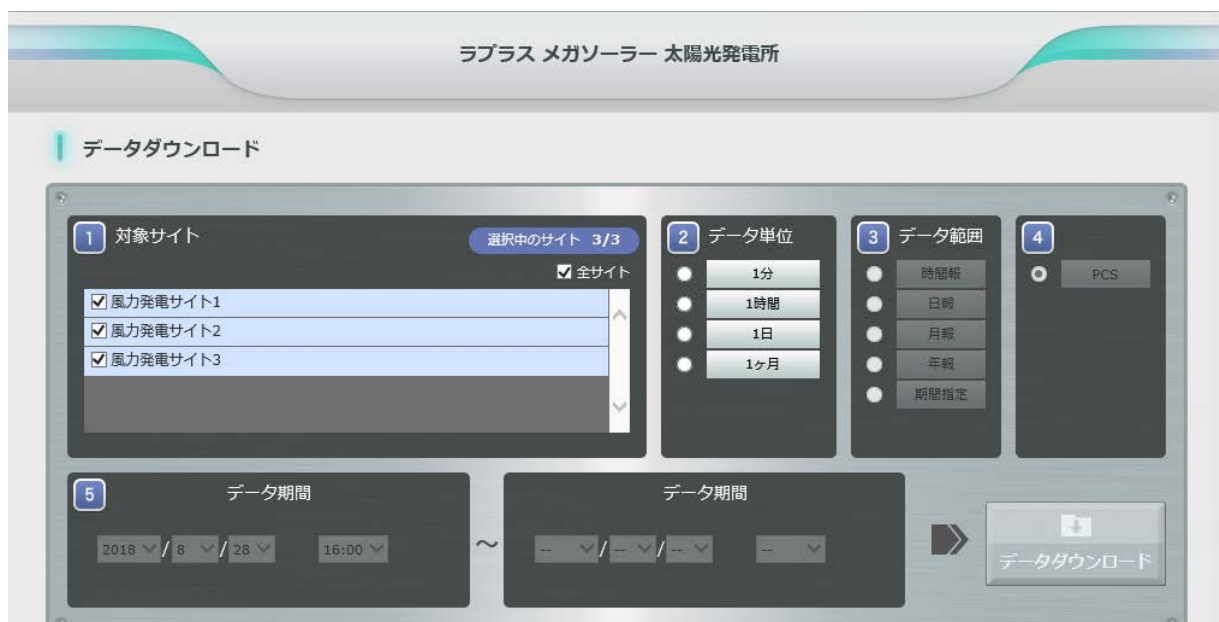 ラプラス メガソーラー 太陽光発電所
データダウンロード
1 対象サイト
選択中のサイト 3/3
全サイト
風力発電サイト1
風力発電サイト2
風力発電サイト3
2 データ単位
1分
1時間
1日
1ヶ月
3 データ範囲
時間報
日報
月報
年報
期間指定
4
PCS
5 データ期間
2018 / 8 / 28 16:00
～
データ期間
-- / -- / -- --
データダウンロード